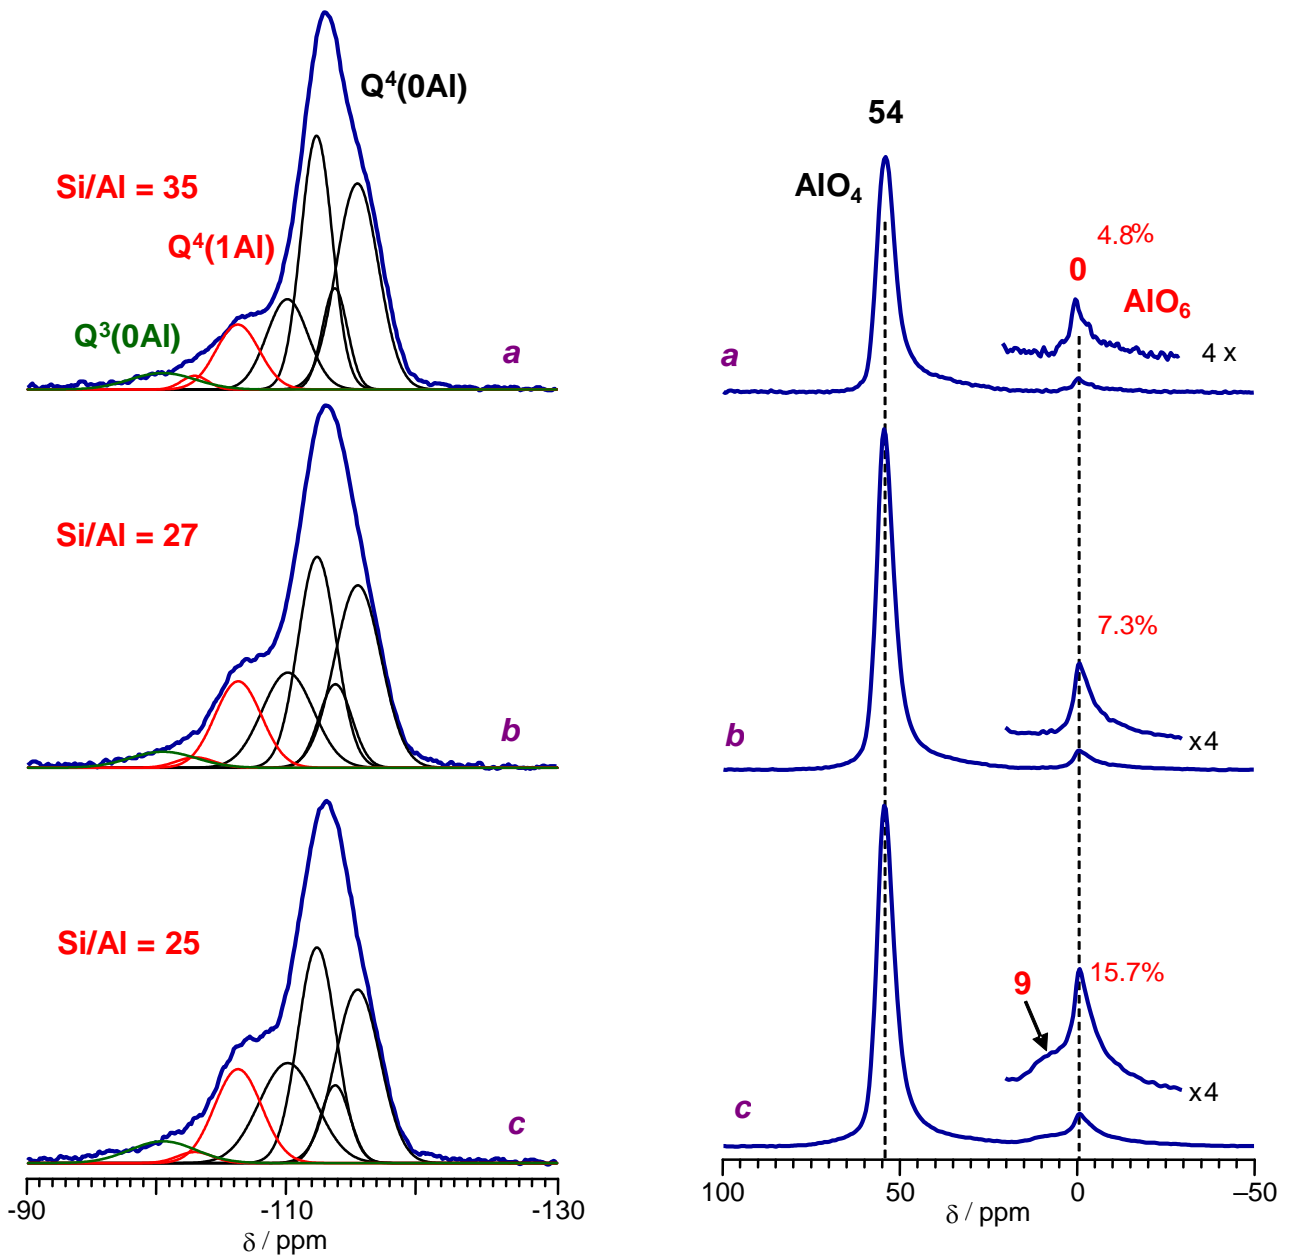 Q⁴(0Al)
Si/Al = 35
Q⁴(1Al)
Q³(0Al)
a
Si/Al = 27
b
Si/Al = 25
c
-90
-110
-130
δ / ppm
54
AlO₄
4.8%
0
AlO₆
a
4 x
7.3%
b
x4
9
15.7%
c
x4
100
50
0
–50
δ / ppm